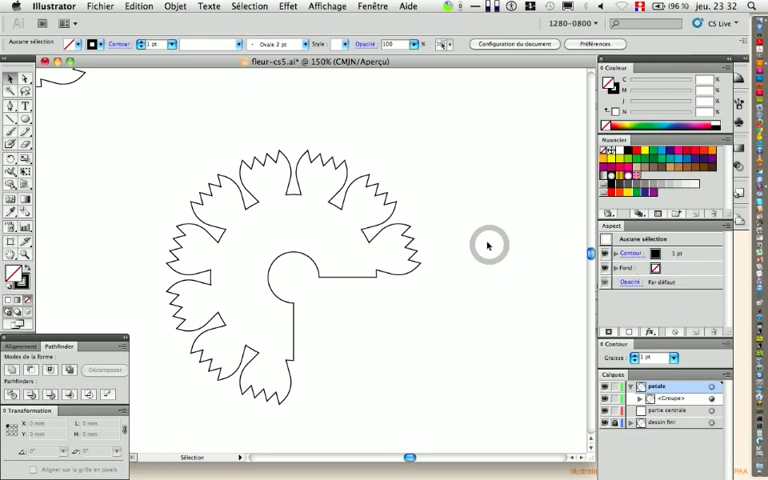 Illustrator Fichier Edition Objet Texte Sélection Effet Affichage Fenêtre Aide (96 %) jeu. 23:32
Ai Br 1280-0800 CS Live
Aucune sélection Contour : 1 pt Ovale 2 pt Style : Opacité : 100 % Configuration du document Préférences
fleur-cs5.ai* @ 150% (CMJN/Aperçu)
Couleur
C
M
J
N
Nuancier
Aspect
Aucune sélection
Contour : 1 pt
Fond :
Opacité : Par défaut
Contour
Graisse : 1 pt
Calques
petale
<Groupe>
partie centrale
dessin fini
Alignement Pathfinder
Modes de la forme :
Décomposer
Pathfinders :
Transformation
X : 0 mm L : 0 mm
Y : 0 mm H : 0 mm
0° 0°
Aligner sur la grille en pixels
Sélection